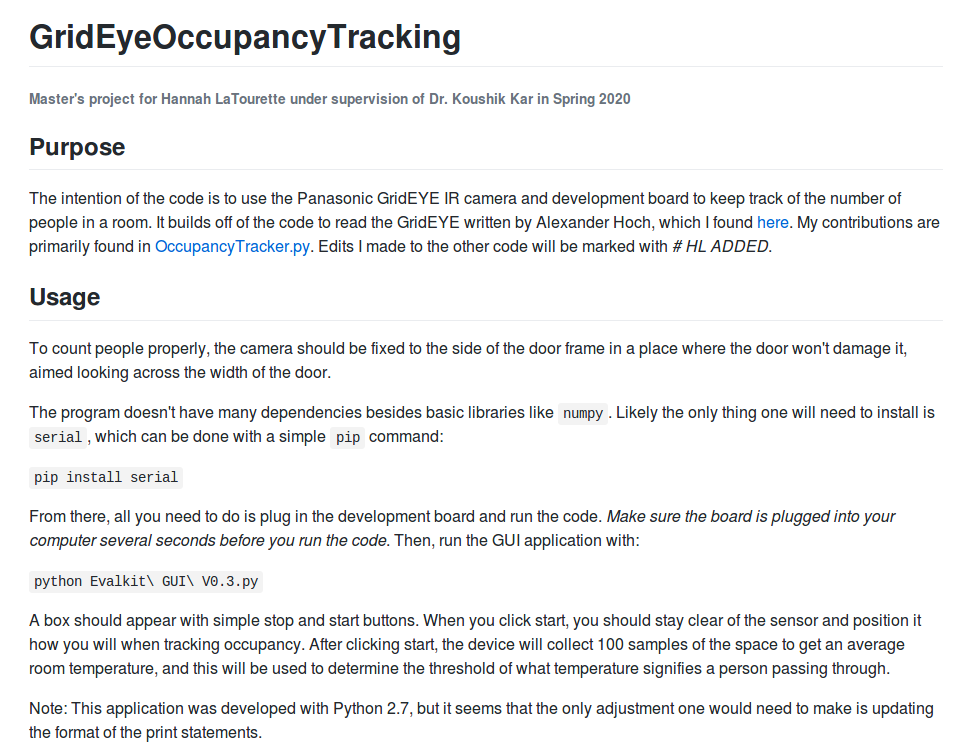 GridEyeOccupancyTracking
Master's project for Hannah LaTourette under supervision of Dr. Koushik Kar in Spring 2020
Purpose
The intention of the code is to use the Panasonic GridEYE IR camera and development board to keep track of the number of
people in a room. It builds off of the code to read the GridEYE written by Alexander Hoch, which I found here. My contributions are
primarily found in OccupancyTracker.py. Edits I made to the other code will be marked with # HL ADDED.
Usage
To count people properly, the camera should be fixed to the side of the door frame in a place where the door won't damage it,
aimed looking across the width of the door.
The program doesn't have many dependencies besides basic libraries like numpy. Likely the only thing one will need to install is
serial, which can be done with a simple pip command:
pip install serial
From there, all you need to do is plug in the development board and run the code. Make sure the board is plugged into your
computer several seconds before you run the code. Then, run the GUI application with:
python Evalkit\ GUI\ V0.3.py
A box should appear with simple stop and start buttons. When you click start, you should stay clear of the sensor and position it
how you will when tracking occupancy. After clicking start, the device will collect 100 samples of the space to get an average
room temperature, and this will be used to determine the threshold of what temperature signifies a person passing through.
Note: This application was developed with Python 2.7, but it seems that the only adjustment one would need to make is updating
the format of the print statements.